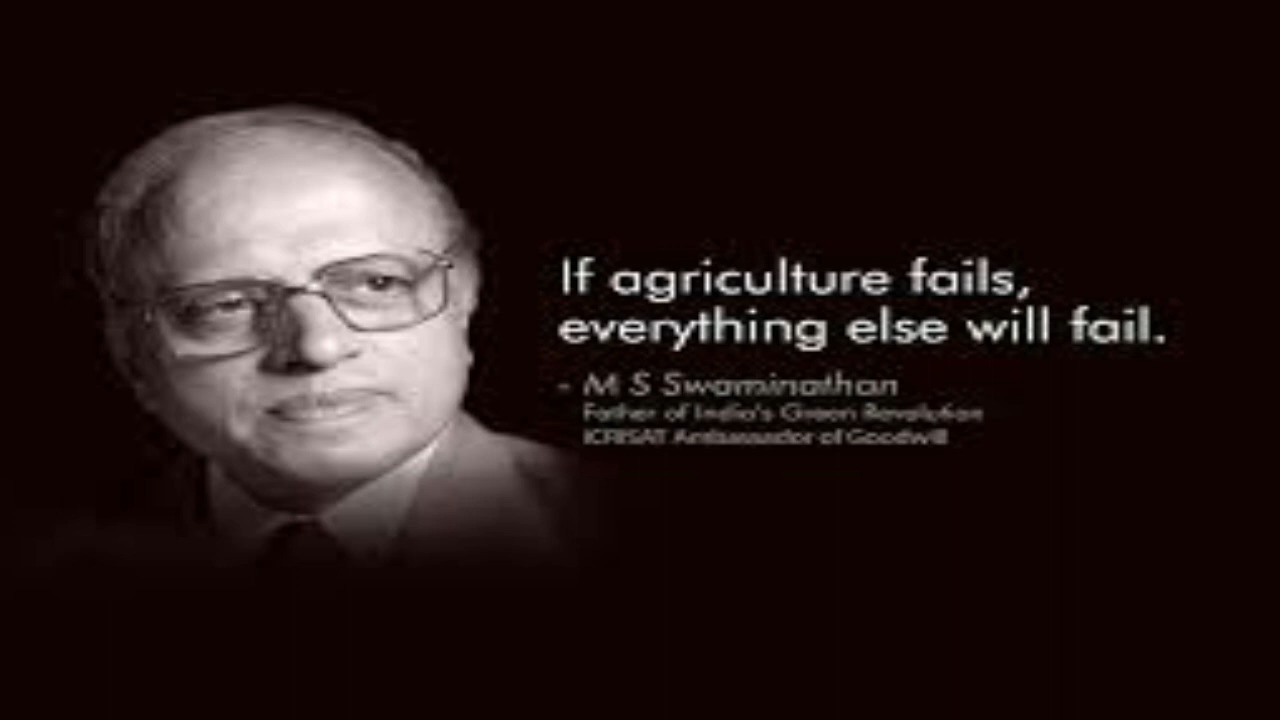 If agriculture fails,
everything else will fail.
- M S Swaminathan
Father of India's Green Revolution
ICRISAT Ambassador of Goodwill